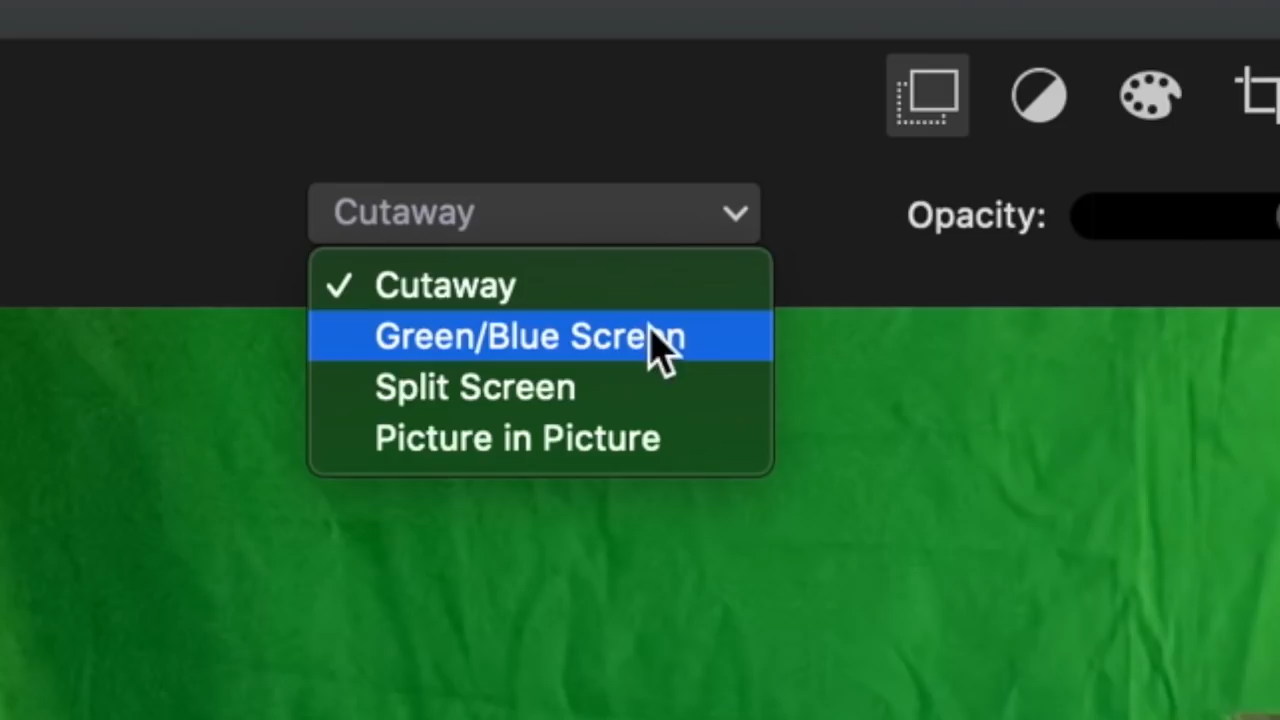 Cutaway
Opacity:
✓ Cutaway
Green/Blue Screen
Split Screen
Picture in Picture